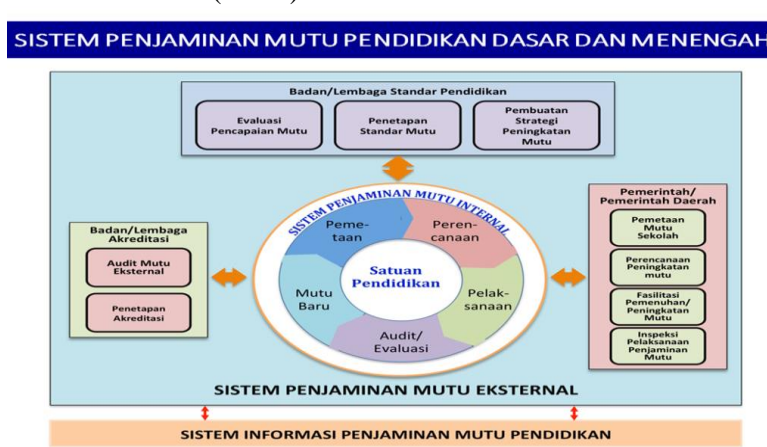 SISTEM PENJAMINAN MUTU PENDIDIKAN DASAR DAN MENENGAH
Badan/Lembaga Standar Pendidikan
Evaluasi
Pencapaian Mutu
Penetapan
Standar Mutu
Pembuatan
Strategi
Peningkatan
Mutu
SISTEM PENJAMINAN MUTU INTERNAL
Peme-
taan
Peren-
canaan
Pelak-
sanaan
Audit/
Evaluasi
Mutu
Baru
Satuan
Pendidikan
Badan/Lembaga
Akreditasi
Audit Mutu
Eksternal
Penetapan
Akreditasi
Pemerintah/
Pemerintah Daerah
Pemetaan
Mutu
Sekolah
Perencanaan
Peningkatan
mutu
Fasilitasi
Pemenuhan/
Peningkatan
Mutu
Inspeksi
Pelaksanaan
Penjaminan
Mutu
SISTEM PENJAMINAN MUTU EKSTERNAL
SISTEM INFORMASI PENJAMINAN MUTU PENDIDIKAN